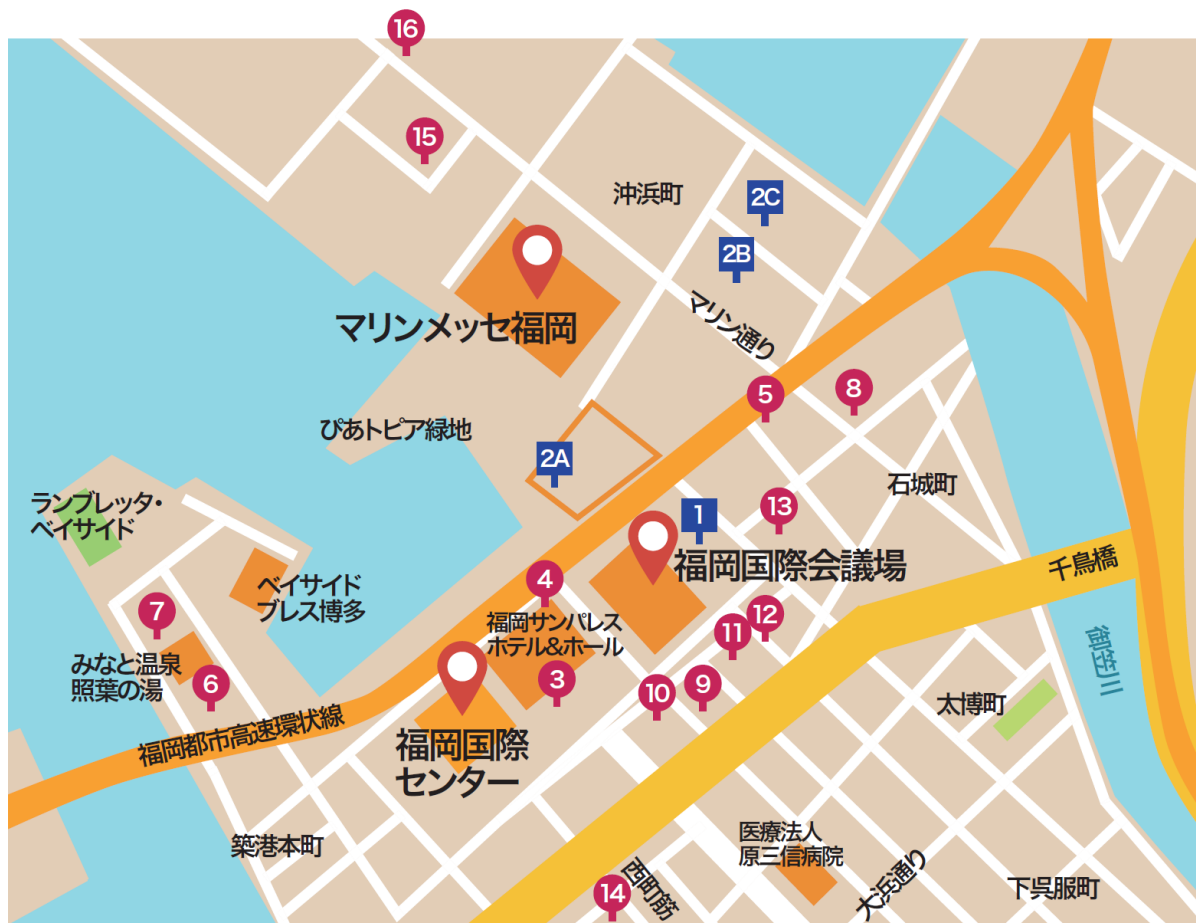 16
15
沖浜町
2C
2B
マリンメッセ福岡
マリン通り
5
8
ぴあトピア緑地
2A
石城町
ランブレッタ・
ベイサイド
1
13
福岡国際会議場
千鳥橋
ベイサイド
プレス博多
4
福岡サンパレス
ホテル&ホール
7
12
11
御笠川
みなと温泉
照葉の湯
6
3
10
9
太博町
福岡都市高速環状線
福岡国際
センター
築港本町
医療法人
原三信病院
14
西町筋
大浜通り
下呉服町